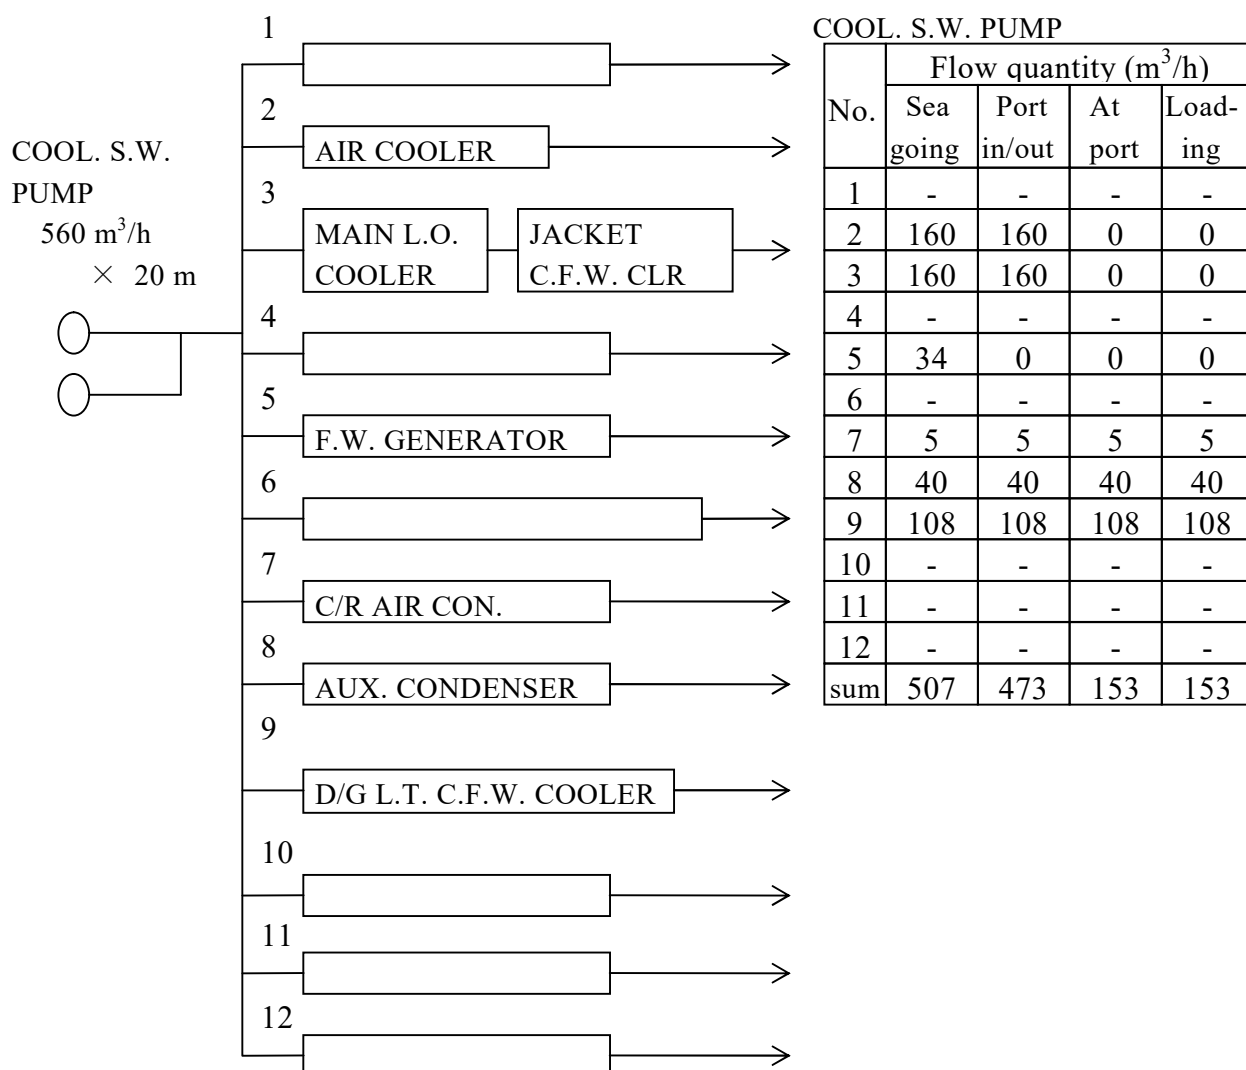 COOL. S.W.
PUMP
560 m³/h
× 20 m
1
2
AIR COOLER
3
MAIN L.O.
COOLER
JACKET
C.F.W. CLR
4
5
F.W. GENERATOR
6
7
C/R AIR CON.
8
AUX. CONDENSER
9
D/G L.T. C.F.W. COOLER
10
11
12
COOL. S.W. PUMP
No. Flow quantity (m³/h)
Sea going Port in/out At port Load-ing
1 - - - -
2 160 160 0 0
3 160 160 0 0
4 - - - -
5 34 0 0 0
6 - - - -
7 5 5 5 5
8 40 40 40 40
9 108 108 108 108
10 - - - -
11 - - - -
12 - - - -
sum 507 473 153 153